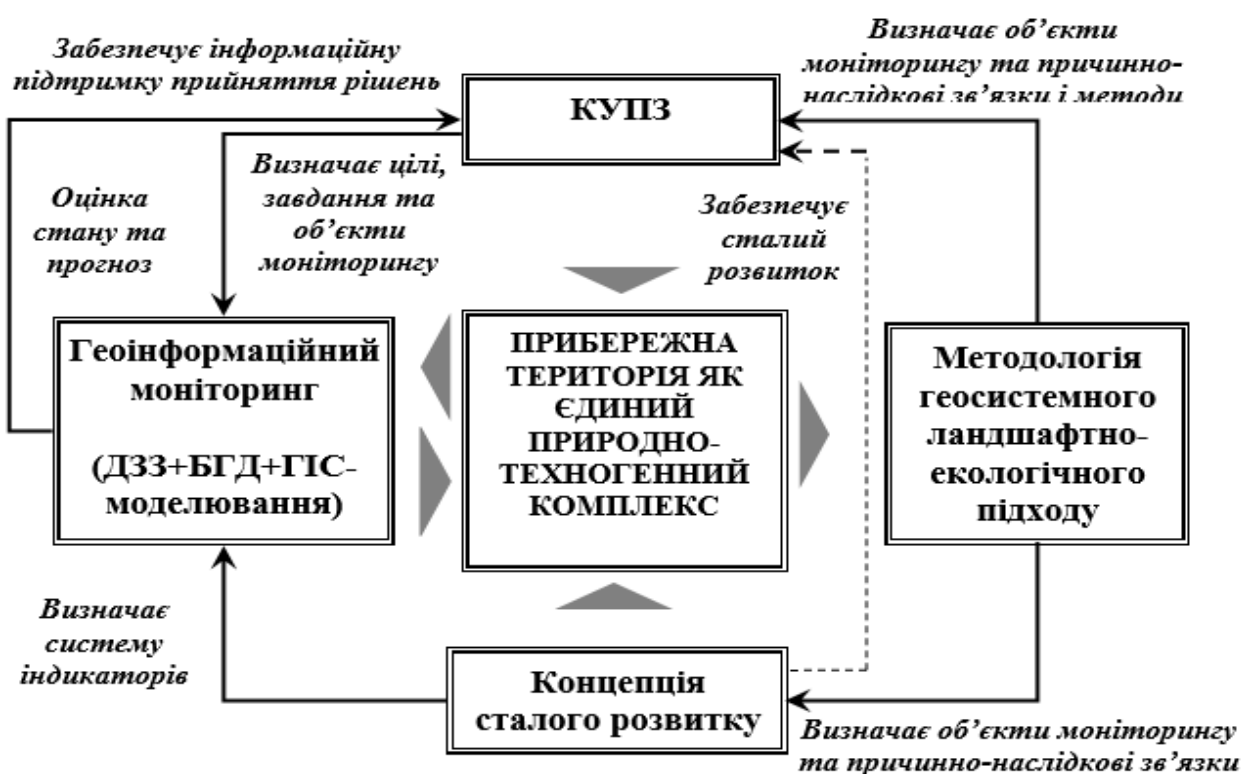 Забезпечує інформаційну
підтримку прийняття рішень
Визначає об’єкти
моніторингу та причинно-
наслідкові зв’язки і методи
КУПЗ
Оцінка
стану та
прогноз
Визначає цілі,
завдання та
об’єкти
моніторингу
Забезпечує
сталий
розвиток
Геоінформаційний
моніторинг
(ДЗЗ+БГД+ГІС-
моделювання)
ПРИБЕРЕЖНА
ТЕРИТОРІЯ ЯК
ЄДИНИЙ
ПРИРОДНО-
ТЕХНОГЕННИЙ
КОМПЛЕКС
Методологія
геосистемного
ландшафтно-
екологічного
підходу
Визначає
систему
індикаторів
Концепція
сталого розвитку
Визначає об’єкти моніторингу
та причинно-наслідкові зв’язки